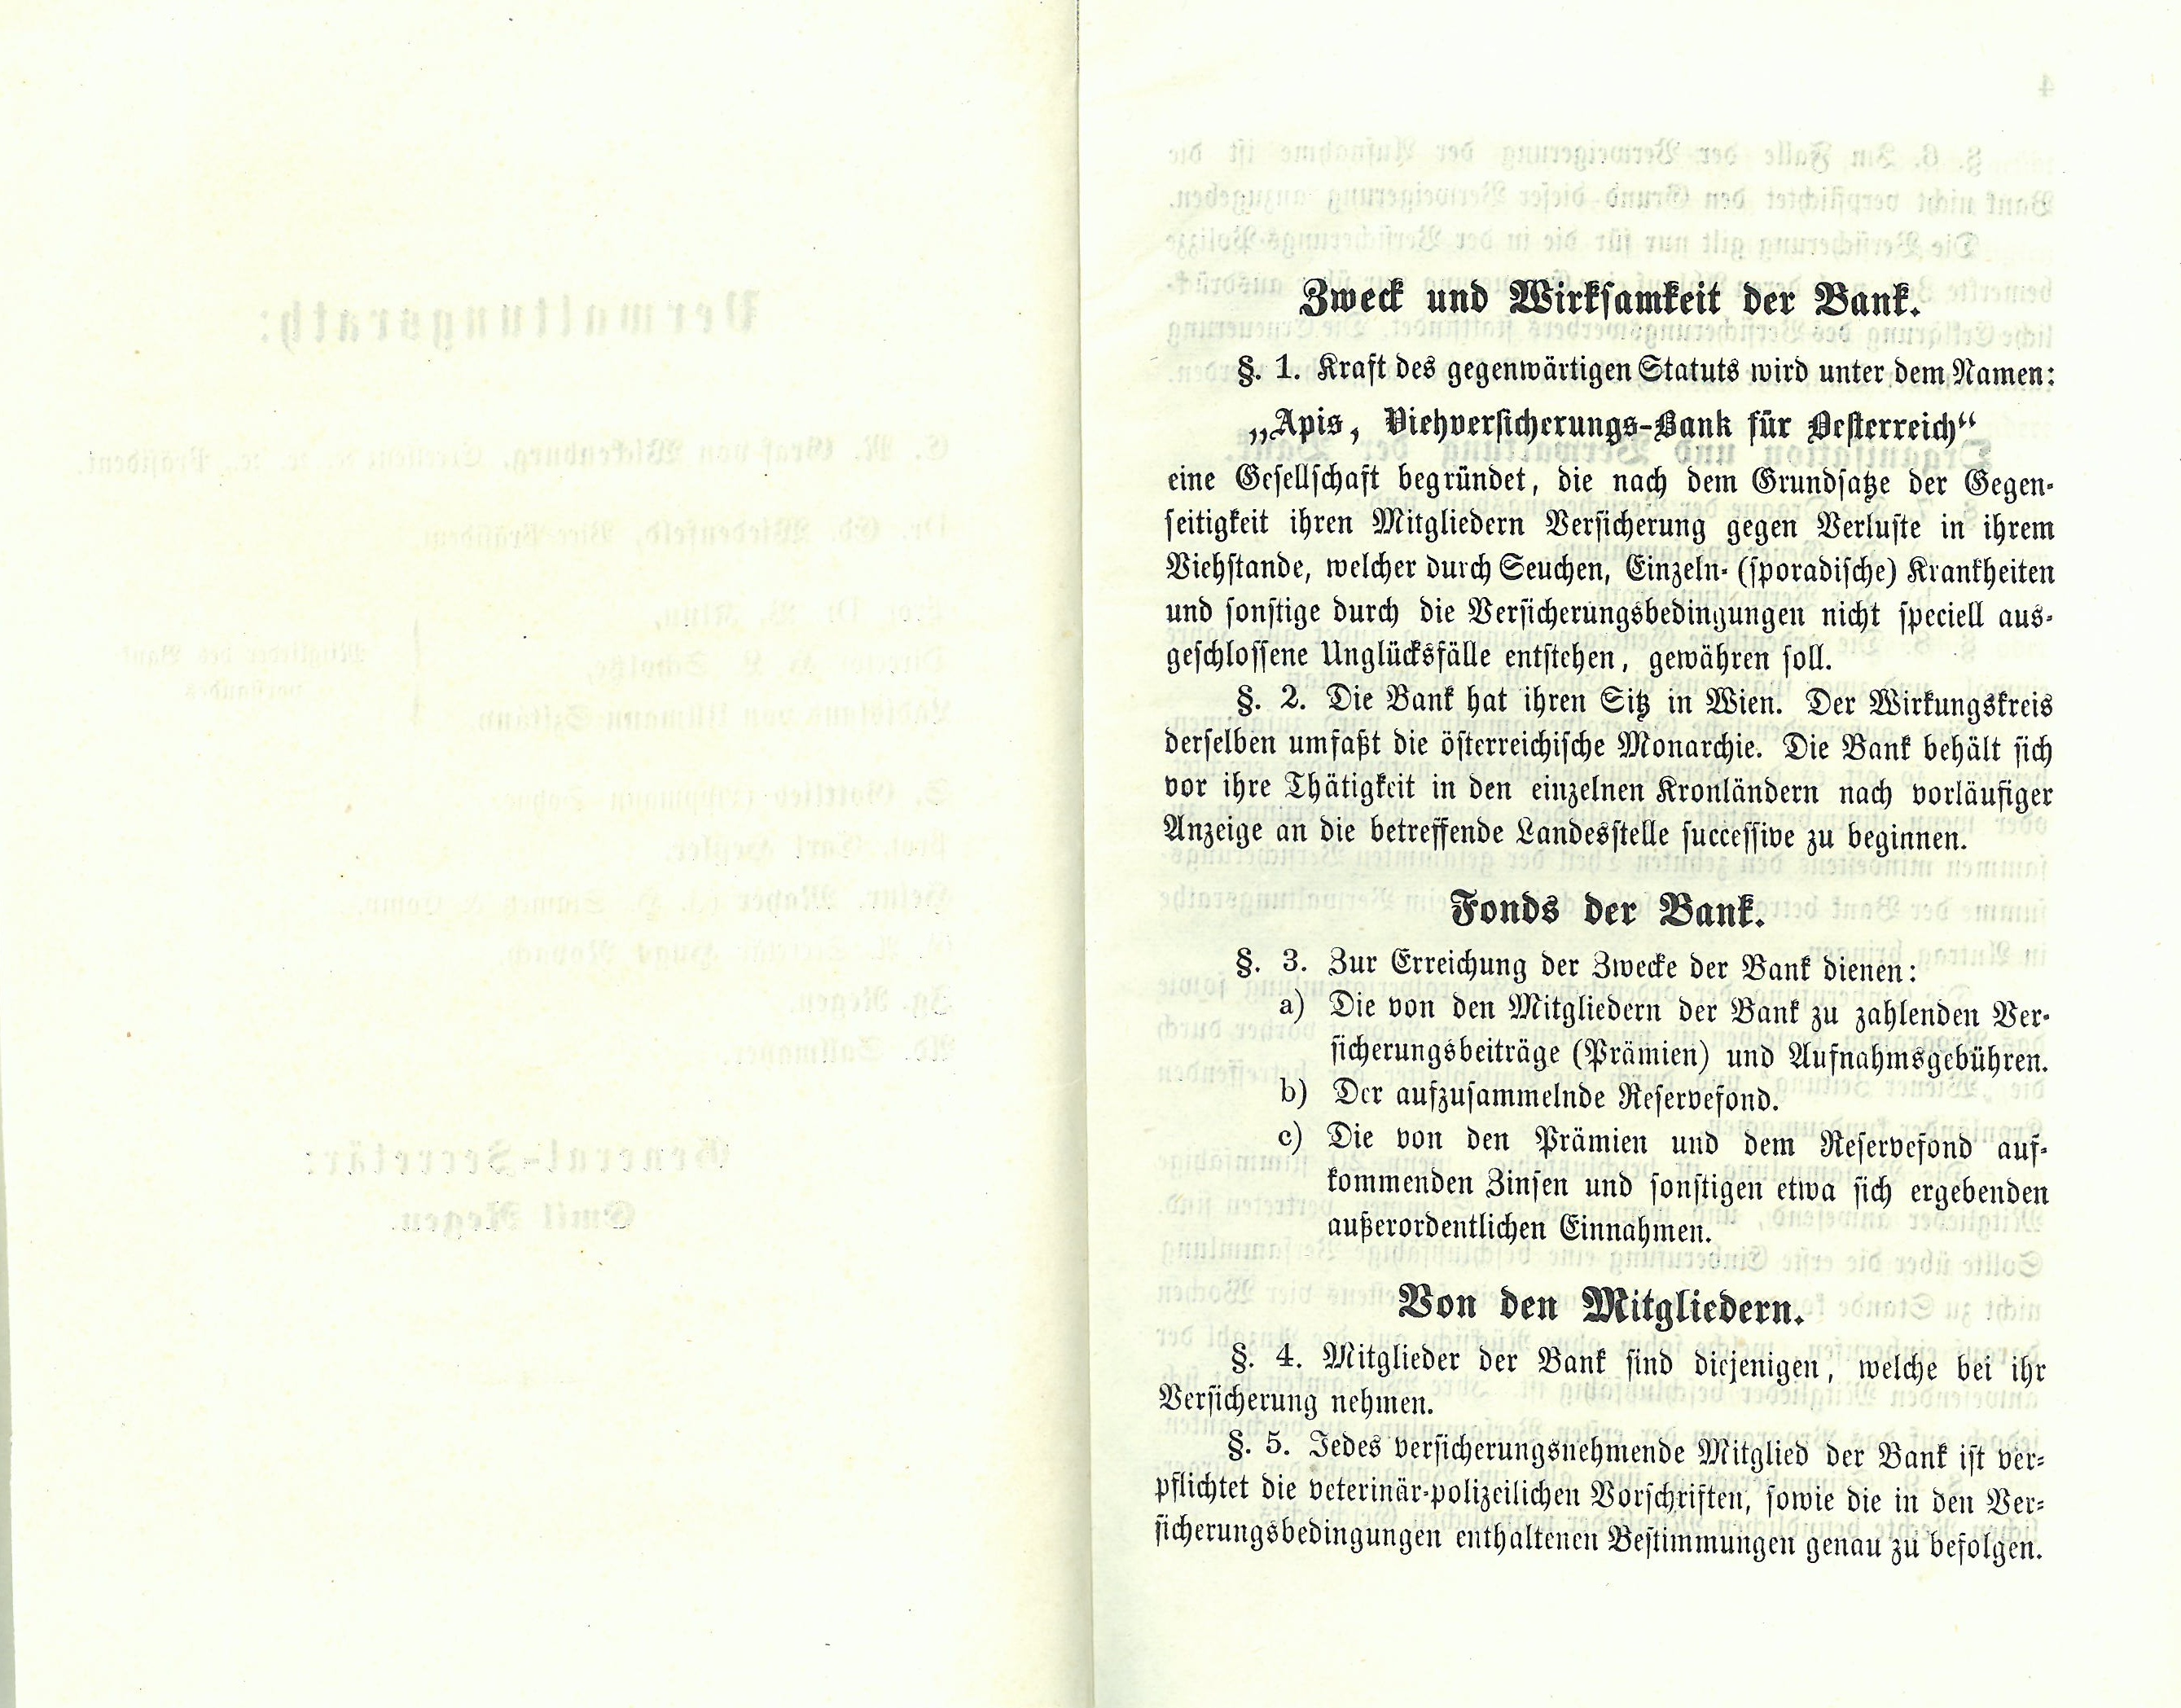 Zweck und Wirksamkeit der Bank.
§. 1. Kraft des gegenwärtigen Statuts wird unter dem Namen:
„Apis, Viehversicherungs-Bank für Oesterreich“
eine Gesellschaft begründet, die nach dem Grundsatze der Gegen-
seitigkeit ihren Mitgliedern Versicherung gegen Verluste in ihrem
Viehstande, welcher durch Seuchen, Einzeln- (sporadische) Krankheiten
und sonstige durch die Versicherungsbedingungen nicht speciell aus-
geschlossene Unglücksfälle entstehen, gewähren soll.
§. 2. Die Bank hat ihren Sitz in Wien. Der Wirkungskreis
derselben umfaßt die österreichische Monarchie. Die Bank behält sich
vor ihre Thätigkeit in den einzelnen Kronländern nach vorläufiger
Anzeige an die betreffende Landesstelle successive zu beginnen.
Fonds der Bank.
§. 3. Zur Erreichung der Zwecke der Bank dienen:
a) Die von den Mitgliedern der Bank zu zahlenden Ver-
sicherungsbeiträge (Prämien) und Aufnahmsgebühren.
b) Der aufzusammelnde Reservefond.
c) Die von den Prämien und dem Reservefond auf-
kommenden Zinsen und sonstigen etwa sich ergebenden
außerordentlichen Einnahmen.
Von den Mitgliedern.
§. 4. Mitglieder der Bank sind diejenigen, welche bei ihr
Versicherung nehmen.
§. 5. Jedes versicherungsnehmende Mitglied der Bank ist ver-
pflichtet die veterinär-polizeilichen Vorschriften, sowie die in den Ver-
sicherungsbedingungen enthaltenen Bestimmungen genau zu befolgen.